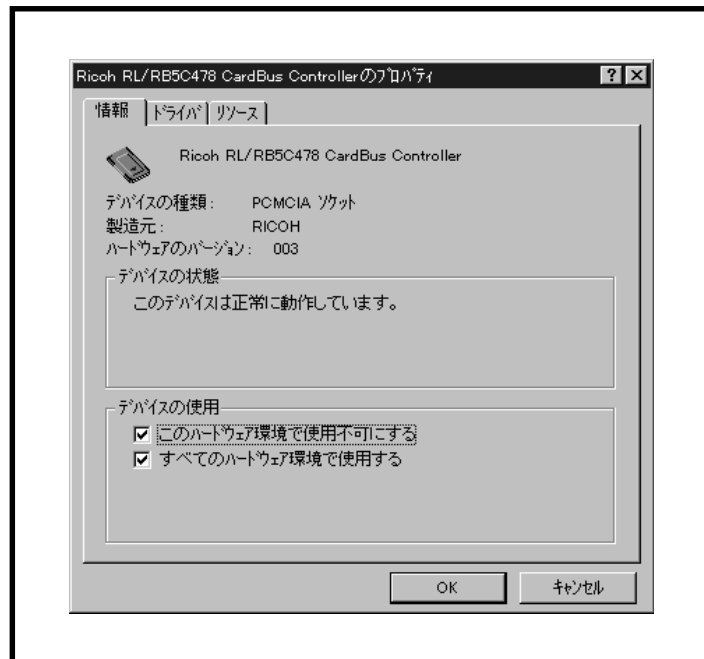 Ricoh RL/RB5C478 CardBus Controllerのﾌﾟﾛﾊﾟﾃｨ
情報 ﾄﾞﾗｲﾊﾞ ﾘｿｰｽ
Ricoh RL/RB5C478 CardBus Controller
ﾃﾞﾊﾞｲｽの種類: PCMCIA ｿｹｯﾄ
製造元: RICOH
ﾊｰﾄﾞｳｪｱのﾊﾞｰｼﾞｮﾝ: 003
ﾃﾞﾊﾞｲｽの状態
このﾃﾞﾊﾞｲｽは正常に動作しています。
ﾃﾞﾊﾞｲｽの使用
このﾊｰﾄﾞｳｪｱ環境で使用不可にする
すべてのﾊｰﾄﾞｳｪｱ環境で使用する
OK ｷｬﾝｾﾙ